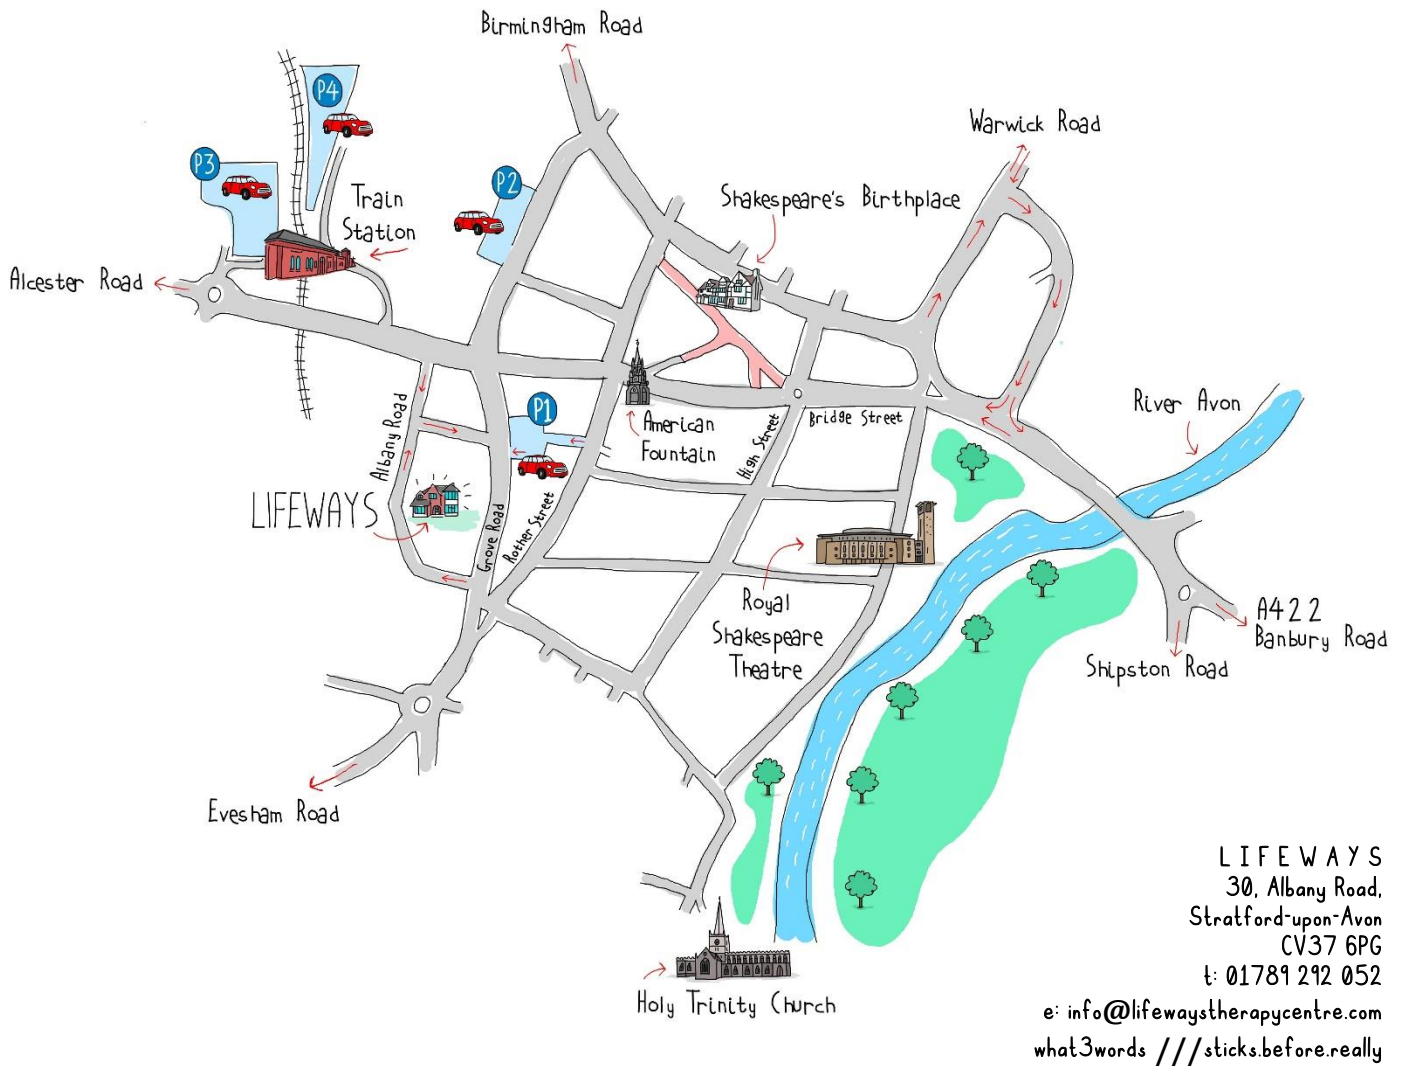 Birmingham Road
P4
Warwick Road
P3
Train
Station
P2
Shakespeare's Birthplace
Alcester Road
River Avon
Albany Road
P1
American
Fountain
High Street
Bridge Street
LIFEWAYS
Grove Road
Rother Street
Royal
Shakespeare
Theatre
A422
Banbury Road
Shipston Road
Evesham Road
Holy Trinity Church
LIFEWAYS
30, Albany Road,
Stratford-upon-Avon
CV37 6PG
t: 01789 292 052
e: info@lifewaystherapycentre.com
what3words ///sticks.before.really